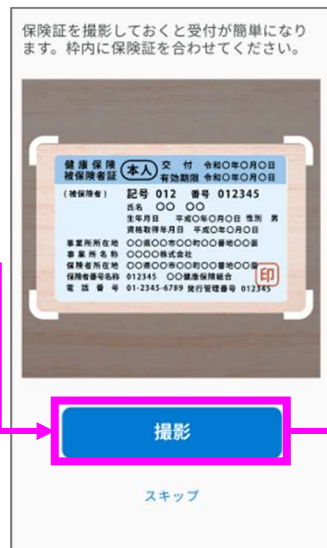 保険証を撮影しておくと受付が簡単になり
ます。枠内に保険証を合わせてください。
健康保険 本人 交付 令和〇年〇月〇日
被保険者証 有効期限 令和〇年〇月〇日
(被保険者) 記号 012 番号 012345
氏名 〇〇 〇〇
生年月日 平成〇年〇月〇日 性別 男
資格取得年月日 平成〇年〇月〇日
事業所所在地 〇〇県〇〇市〇〇町〇〇番地〇〇番
事業所名称 〇〇〇〇株式会社
保険者所在地 〇〇県〇〇市〇〇町〇〇番地〇〇番
保険者番号名称 012345 〇〇健康保険組合 印
電話番号 01-2345-6789 発行管理番号 012345
撮影
スキップ